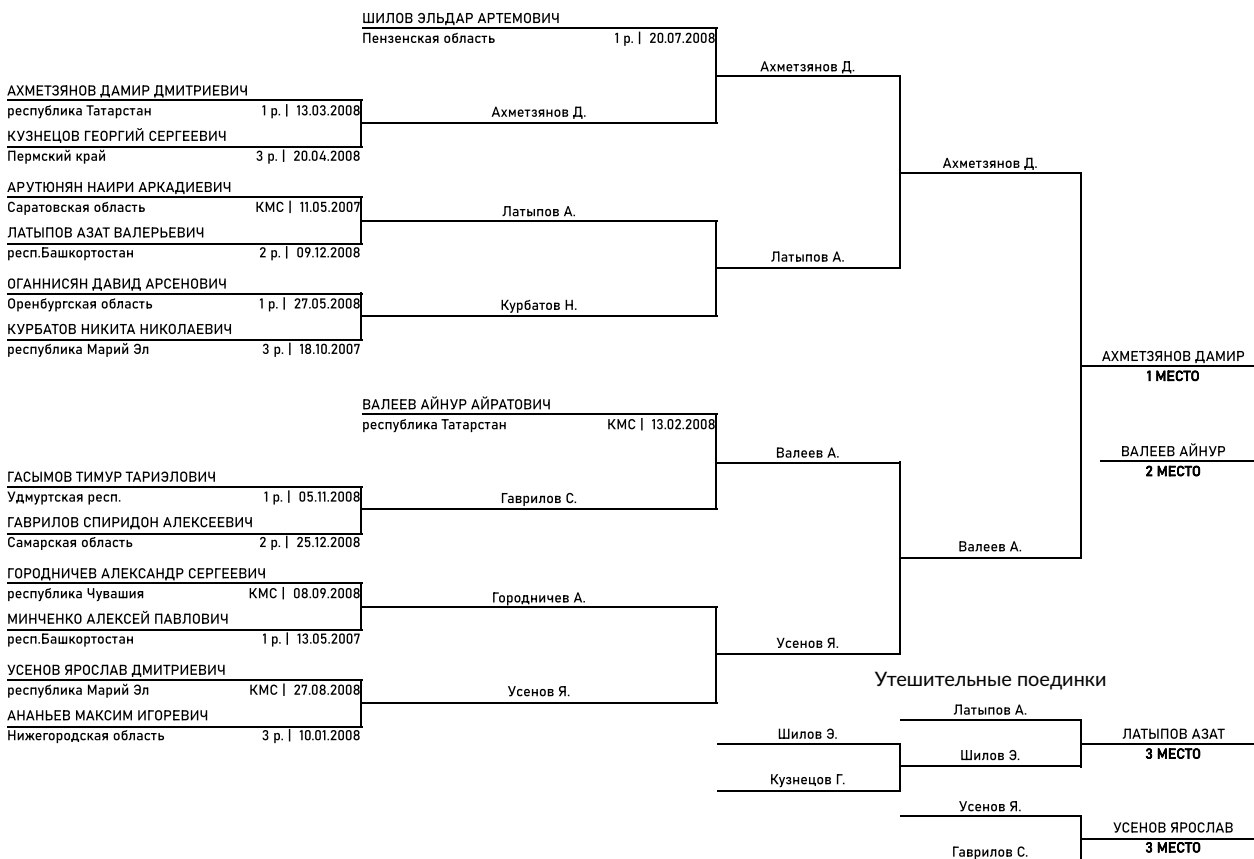 ШИЛОВ ЭЛЬДАР АРТЕМОВИЧ
Пензенская область 1 р. | 20.07.2008
Ахметзянов Д.
АХМЕТЗЯНОВ ДАМИР ДМИТРИЕВИЧ
республика Татарстан 1 р. | 13.03.2008
Ахметзянов Д.
КУЗНЕЦОВ ГЕОРГИЙ СЕРГЕЕВИЧ
Пермский край 3 р. | 20.04.2008
Ахметзянов Д.
АРУТЮНЯН НАИРИ АРКАДИЕВИЧ
Саратовская область КМС | 11.05.2007
Латыпов А.
ЛАТЫПОВ АЗАТ ВАЛЕРЬЕВИЧ
респ.Башкортостан 2 р. | 09.12.2008
Латыпов А.
ОГАННИСЯН ДАВИД АРСЕНОВИЧ
Оренбургская область 1 р. | 27.05.2008
Курбатов Н.
КУРБАТОВ НИКИТА НИКОЛАЕВИЧ
республика Марий Эл 3 р. | 18.10.2007
АХМЕТЗЯНОВ ДАМИР
1 МЕСТО
ВАЛЕЕВ АЙНУР АЙРАТОВИЧ
республика Татарстан КМС | 13.02.2008
Валеев А.
ВАЛЕЕВ АЙНУР
2 МЕСТО
ГАСЫМОВ ТИМУР ТАРИЭЛОВИЧ
Удмуртская респ. 1 р. | 05.11.2008
Гаврилов С.
ГАВРИЛОВ СПИРИДОН АЛЕКСЕЕВИЧ
Самарская область 2 р. | 25.12.2008
Валеев А.
ГОРОДНИЧЕВ АЛЕКСАНДР СЕРГЕЕВИЧ
республика Чувашия КМС | 08.09.2008
Городничев А.
МИНЧЕНКО АЛЕКСЕЙ ПАВЛОВИЧ
респ.Башкортостан 1 р. | 13.05.2007
Усенов Я.
УСЕНОВ ЯРОСЛАВ ДМИТРИЕВИЧ
республика Марий Эл КМС | 27.08.2008
Усенов Я.
АНАНЬЕВ МАКСИМ ИГОРЕВИЧ
Нижегородская область 3 р. | 10.01.2008
Утешительные поединки
Латыпов А.
Шилов Э.
Шилов Э.
Кузнецов Г.
ЛАТЫПОВ АЗАТ
3 МЕСТО
Усенов Я.
Гаврилов С.
УСЕНОВ ЯРОСЛАВ
3 МЕСТО